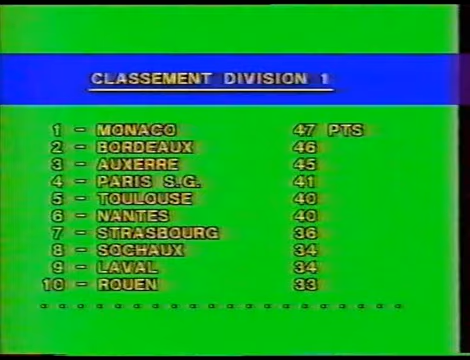 CLASSEMENT DIVISION 1
1 - MONACO 47 PTS
2 - BORDEAUX 46
3 - AUXERRE 45
4 - PARIS S.G. 41
5 - TOULOUSE 40
6 - NANTES 40
7 - STRASBOURG 36
8 - SOCHAUX 34
9 - LAVAL 34
10 - ROUEN 33